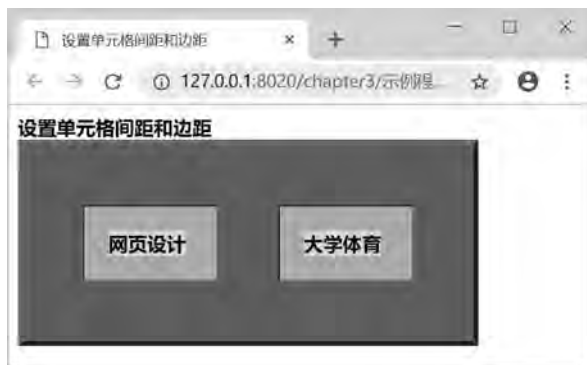 设置单元格间距和边距
127.0.0.1:8020/chapter3/示例程...
设置单元格间距和边距
网页设计 大学体育